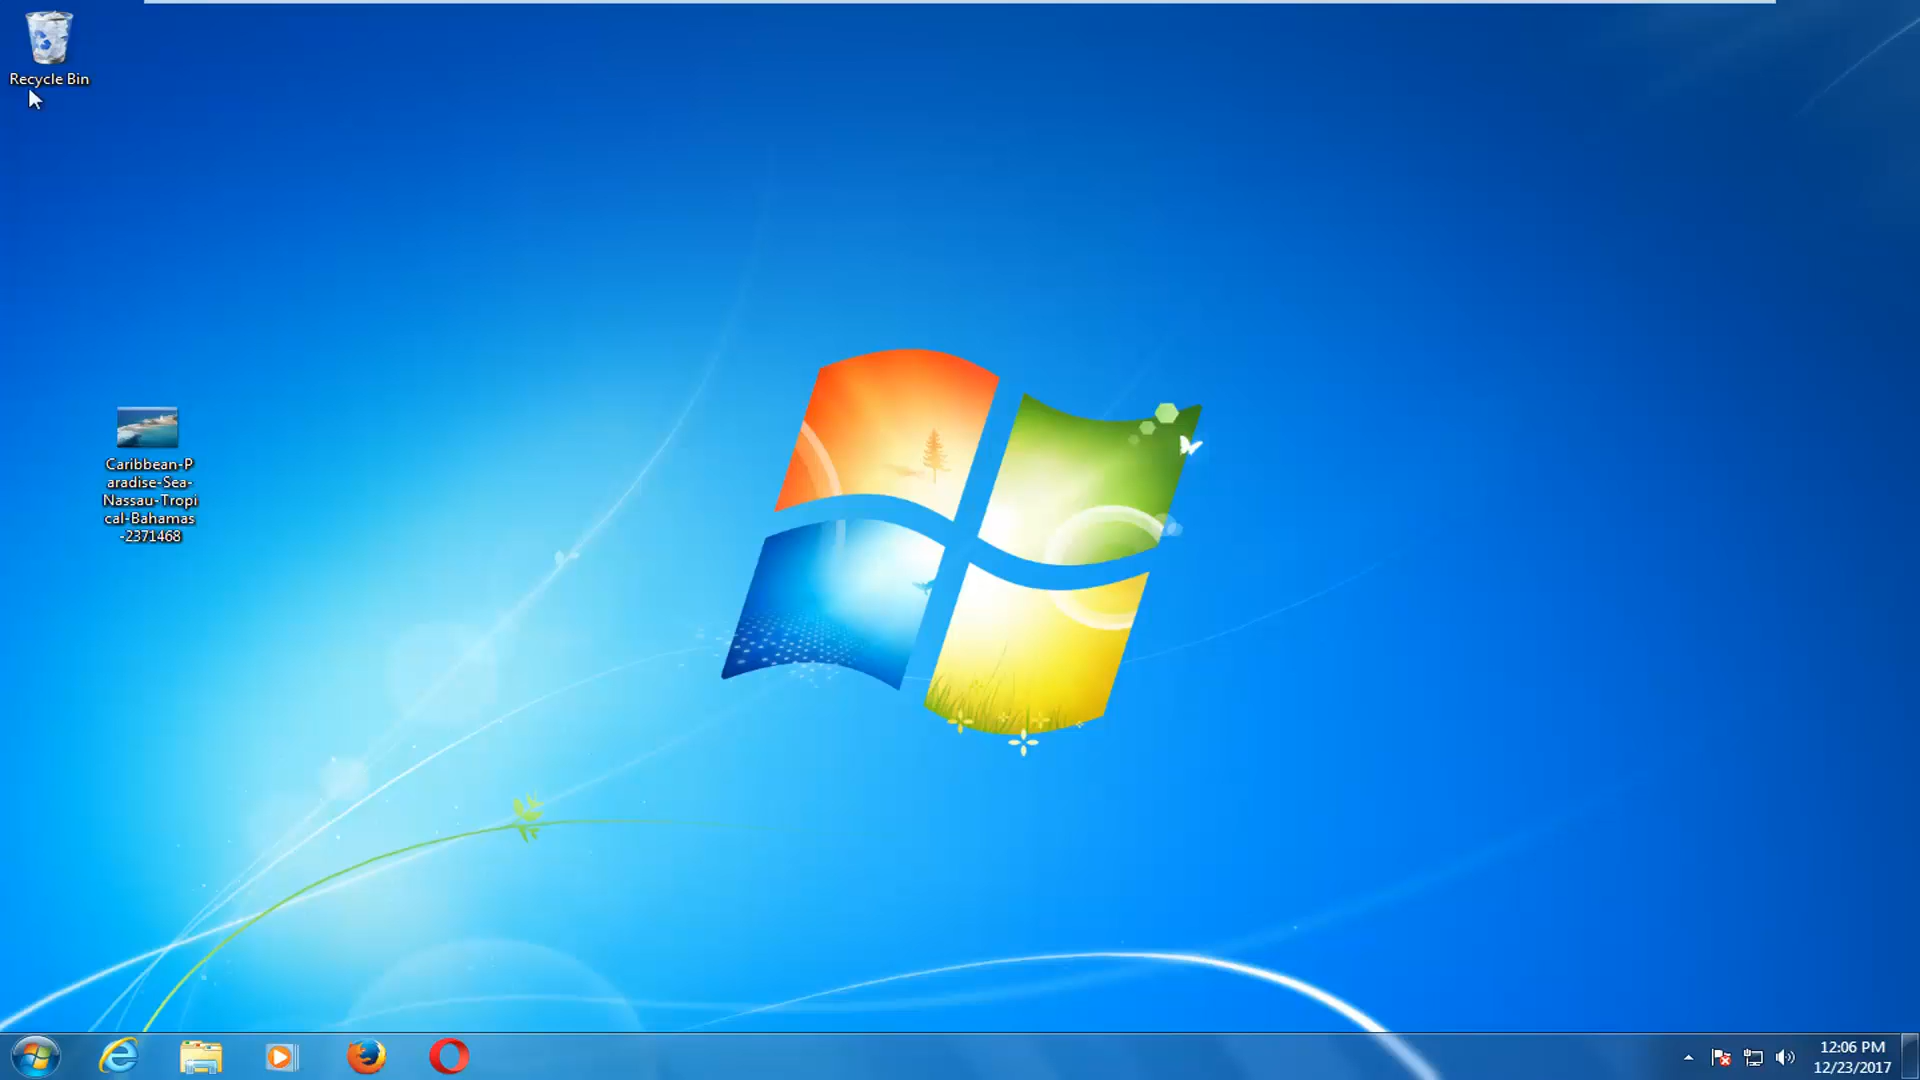 Recycle Bin
Caribbean-P
aradise-Sea-
Nassau-Tropi
cal-Bahamas
-2371468
12:06 PM
12/23/2017